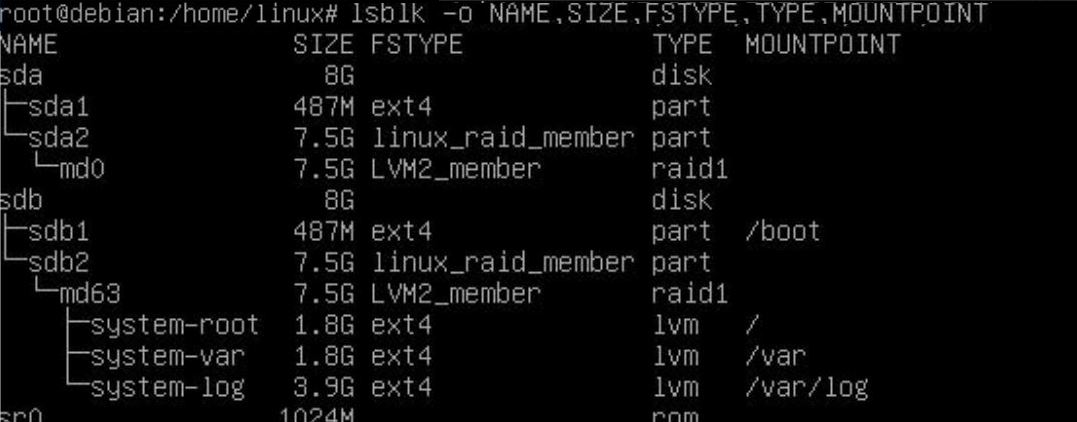 root@debian:/home/linux# lsblk -o NAME,SIZE,FSTYPE,TYPE,MOUNTPOINT
NAME SIZE FSTYPE TYPE MOUNTPOINT
sda 8G disk
├─sda1 487M ext4 part
└─sda2 7.5G linux_raid_member part
└─md0 7.5G LVM2_member raid1
sdb 8G disk
├─sdb1 487M ext4 part /boot
└─sdb2 7.5G linux_raid_member part
└─md63 7.5G LVM2_member raid1
├─system-root 1.8G ext4 lvm /
├─system-var 1.8G ext4 lvm /var
└─system-log 3.9G ext4 lvm /var/log
sr0 1024M rom